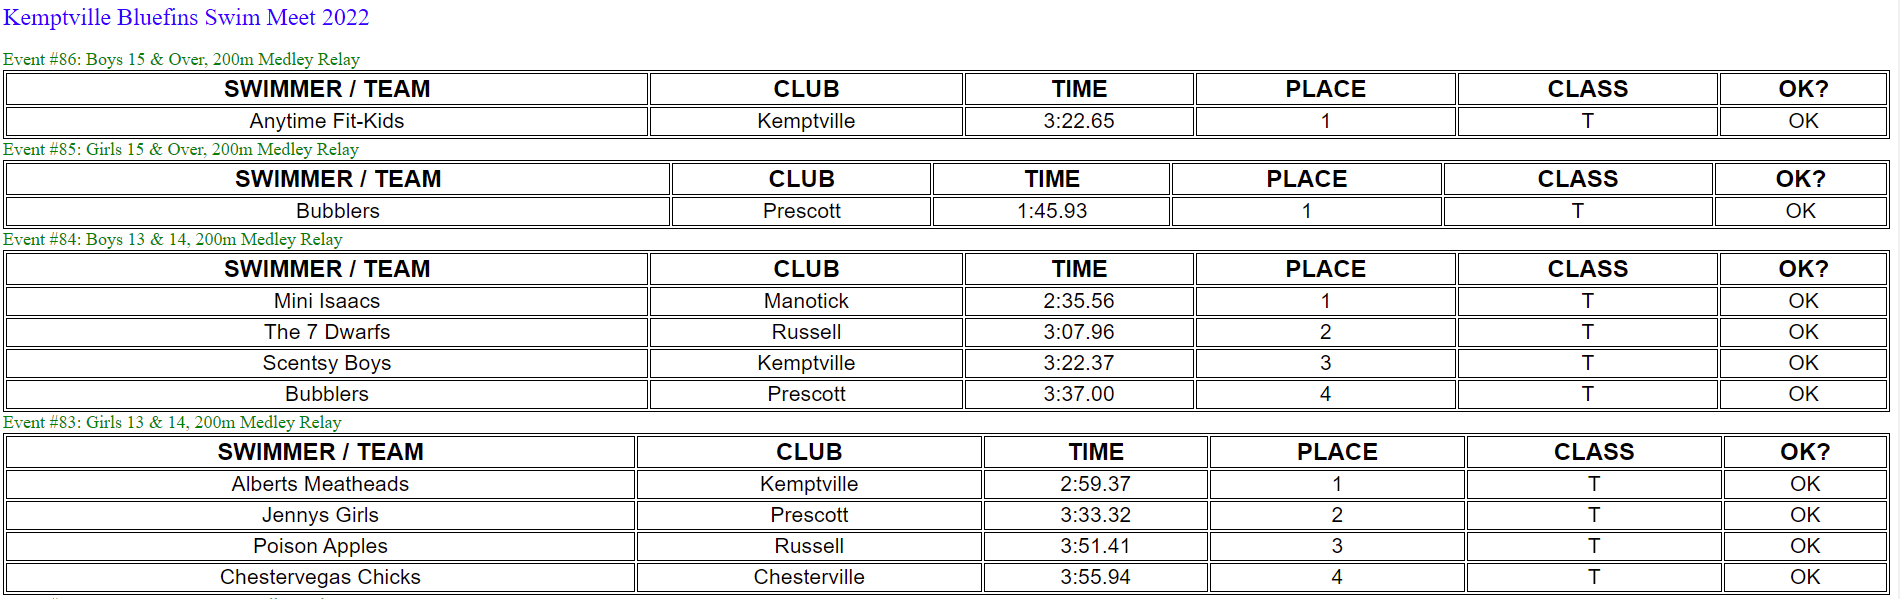 Kemptville Bluefins Swim Meet 2022
Event #86: Boys 15 & Over, 200m Medley Relay
SWIMMER / TEAM CLUB TIME PLACE CLASS OK?
Anytime Fit-Kids Kemptville 3:22.65 1 T OK
Event #85: Girls 15 & Over, 200m Medley Relay
SWIMMER / TEAM CLUB TIME PLACE CLASS OK?
Bubblers Prescott 1:45.93 1 T OK
Event #84: Boys 13 & 14, 200m Medley Relay
SWIMMER / TEAM CLUB TIME PLACE CLASS OK?
Mini Isaacs Manotick 2:35.56 1 T OK
The 7 Dwarfs Russell 3:07.96 2 T OK
Scentsy Boys Kemptville 3:22.37 3 T OK
Bubblers Prescott 3:37.00 4 T OK
Event #83: Girls 13 & 14, 200m Medley Relay
SWIMMER / TEAM CLUB TIME PLACE CLASS OK?
Alberts Meatheads Kemptville 2:59.37 1 T OK
Jennys Girls Prescott 3:33.32 2 T OK
Poison Apples Russell 3:51.41 3 T OK
Chestervegas Chicks Chesterville 3:55.94 4 T OK